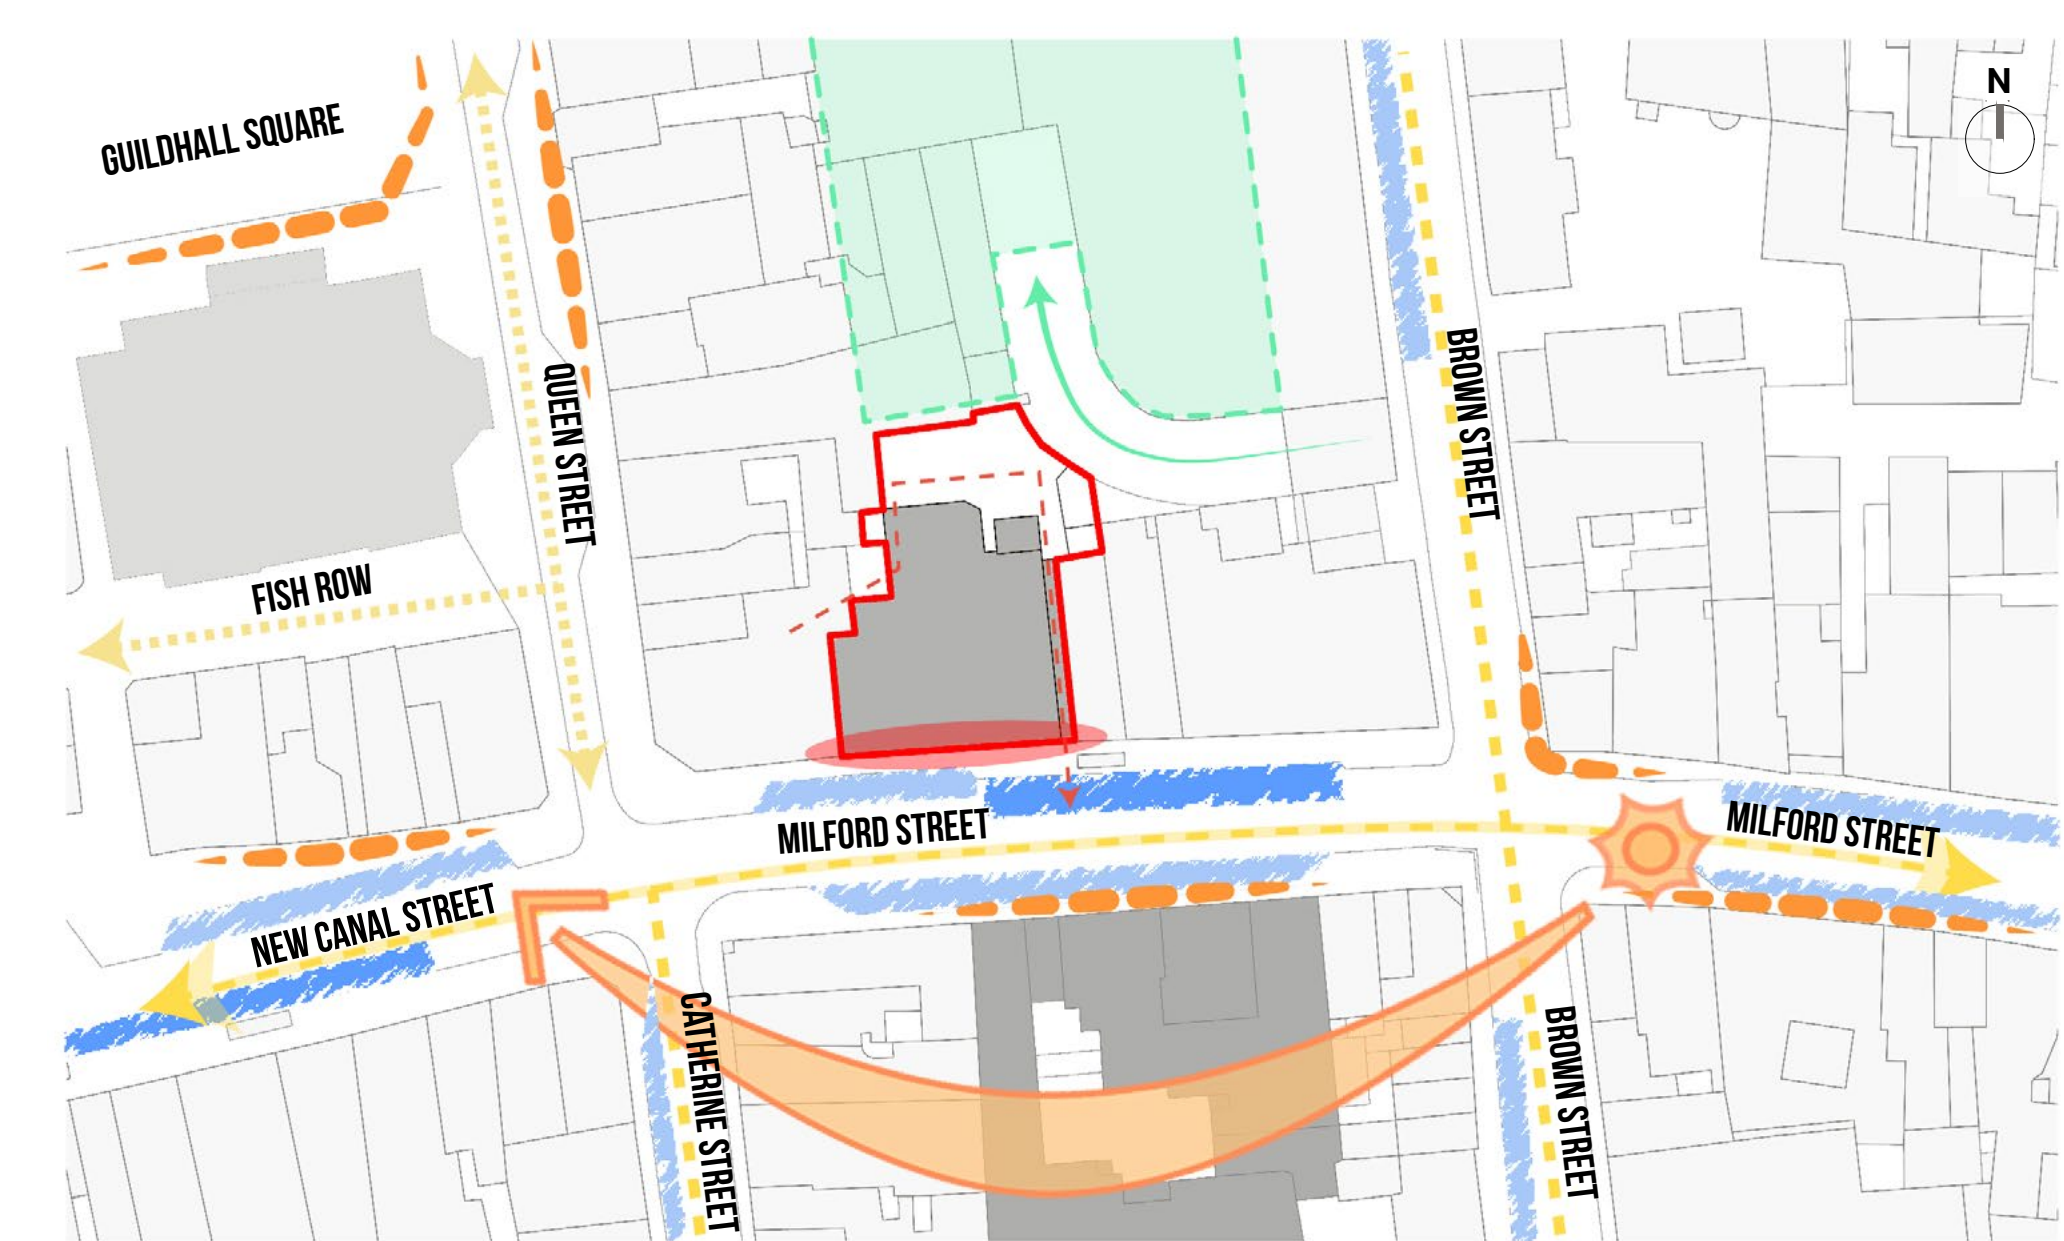 GUILDHALL SQUARE
N
QUEEN STREET
BROWN STREET
FISH ROW
MILFORD STREET
MILFORD STREET
NEW CANAL STREET
CATHERINE STREET
BROWN STREET